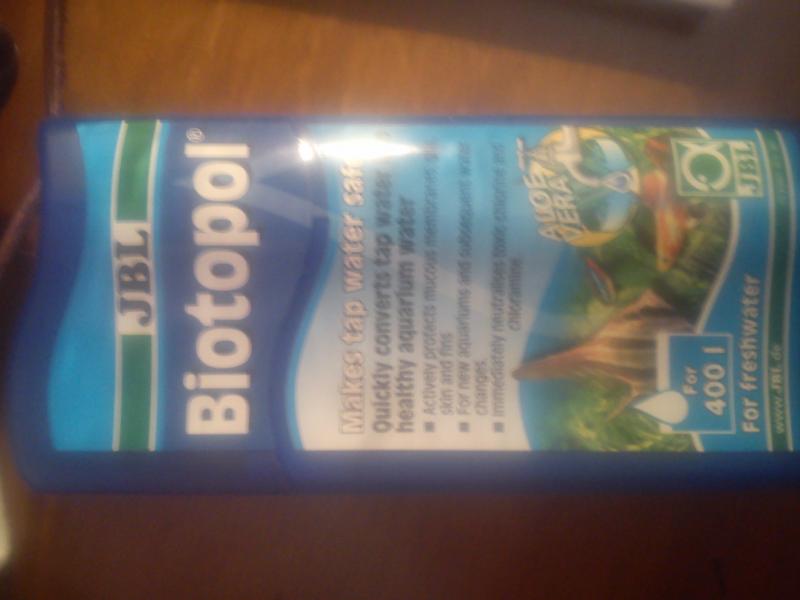 JBL
Biotopol®
Makes tap water safe
Quickly converts tap water
healthy aquarium water
■ Actively protects mucous membranes
skin and fins
■ For new aquariums and subsequent water
changes
■ Immediately neutralises toxic chlorine and
chloramine
ALOE
VERA
For
400 l
JBL
For freshwater
www.JBL.de